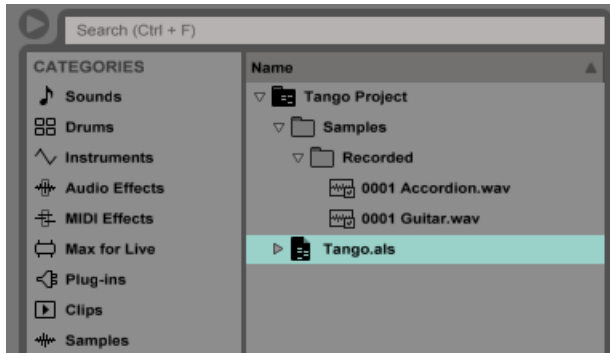 Search (Ctrl + F)
CATEGORIES
Sounds
Drums
Instruments
Audio Effects
MIDI Effects
Max for Live
Plug-ins
Clips
Samples
Name
Tango Project
Samples
Recorded
0001 Accordion.wav
0001 Guitar.wav
Tango.als